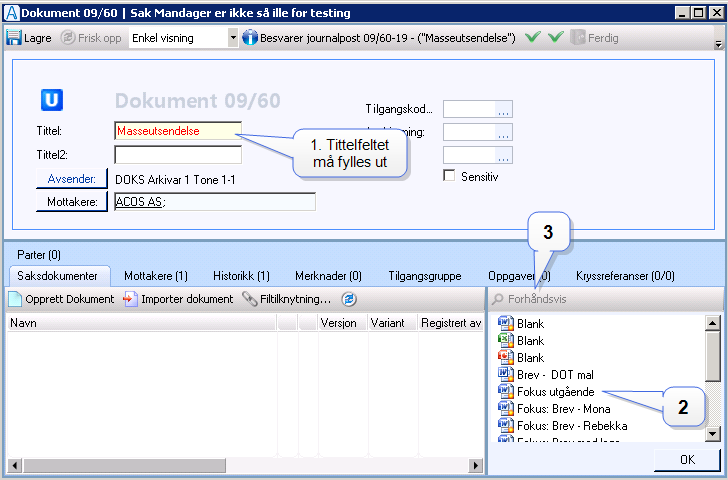 Dokument 09/60 | Sak Mandager er ikke så ille for testing
Lagre Frisk opp Enkel visning Besvarer journalpost 09/60-19 - ("Masseutsendelse") Ferdig
U Dokument 09/60
Tilgangskod... ...
Tittel: Masseutsendelse
1. Tittelfeltet
må fylles ut
...
Tittel2: ...
Avsender: DOKS Arkivar 1 Tone 1-1 Sensitiv
Mottakere: ACOS AS;
3
Parter (0)
Saksdokumenter Mottakere (1) Historikk (1) Merknader (0) Tilgangsgruppe Oppgaver (0) Kryssreferanser (0/0)
Opprett Dokument Importer dokument Filtilknytning... Forhåndsvis
Navn Versjon Variant Registrert av
Blank
Blank
Blank
Brev - DOT mal
Fokus utgående
2
Fokus: Brev - Mona
Fokus: Brev - Rebekka
OK